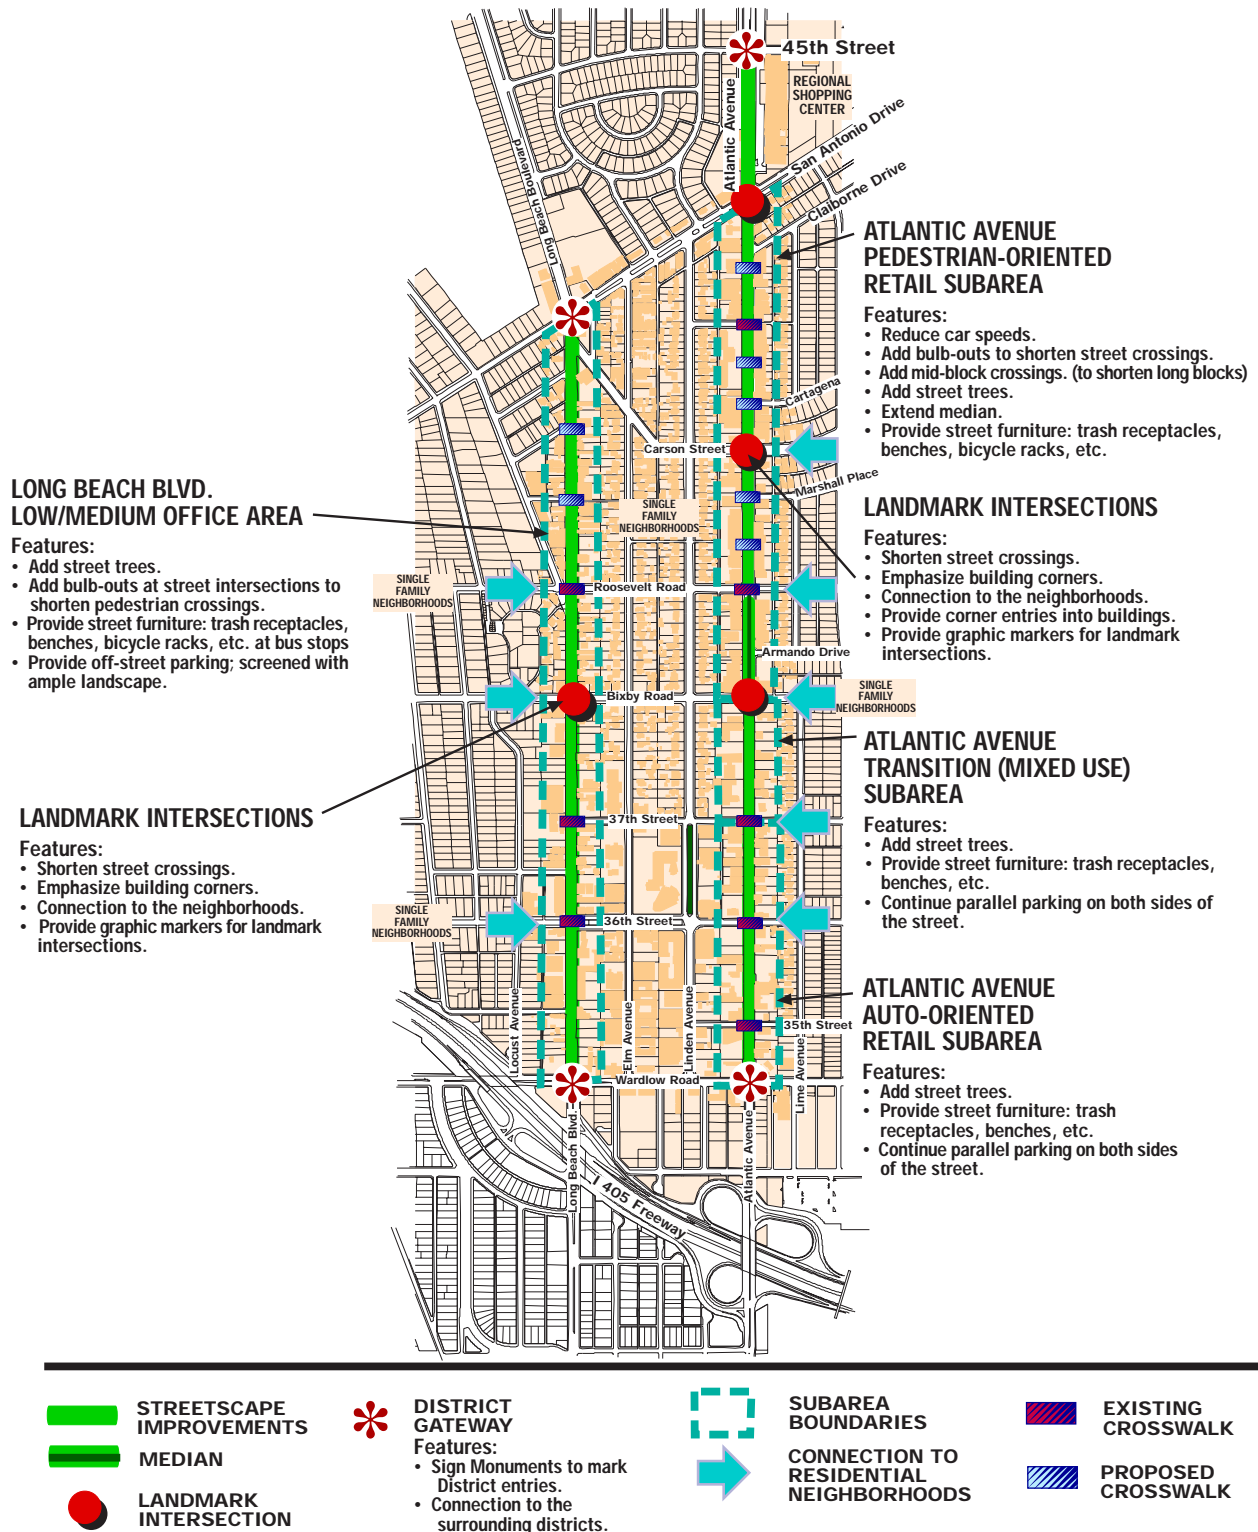 45th Street
REGIONAL
SHOPPING
CENTER
Atlantic Avenue
San Antonio Drive
Claiborne Drive
Long Beach Boulevard
ATLANTIC AVENUE
PEDESTRIAN-ORIENTED
RETAIL SUBAREA
Features:
• Reduce car speeds.
• Add bulb-outs to shorten street crossings.
• Add mid-block crossings. (to shorten long blocks)
• Add street trees.
• Extend median.
• Provide street furniture: trash receptacles,
benches, bicycle racks, etc.
Cartagena
Carson Street
Marshall Place
LONG BEACH BLVD.
LOW/MEDIUM OFFICE AREA
Features:
• Add street trees.
• Add bulb-outs at street intersections to
shorten pedestrian crossings.
• Provide street furniture: trash receptacles,
benches, bicycle racks, etc. at bus stops
• Provide off-street parking; screened with
ample landscape.
SINGLE
FAMILY
NEIGHBORHOODS
LANDMARK INTERSECTIONS
Features:
• Shorten street crossings.
• Emphasize building corners.
• Connection to the neighborhoods.
• Provide corner entries into buildings.
• Provide graphic markers for landmark
intersections.
SINGLE
FAMILY
NEIGHBORHOODS
Roosevelt Road
Armando Drive
Bixby Road
SINGLE
FAMILY
NEIGHBORHOODS
ATLANTIC AVENUE
TRANSITION (MIXED USE)
SUBAREA
Features:
• Add street trees.
• Provide street furniture: trash receptacles,
benches, etc.
• Continue parallel parking on both sides of
the street.
LANDMARK INTERSECTIONS
Features:
• Shorten street crossings.
• Emphasize building corners.
• Connection to the neighborhoods.
• Provide graphic markers for landmark
intersections.
37th Street
SINGLE
FAMILY
NEIGHBORHOODS
36th Street
ATLANTIC AVENUE
AUTO-ORIENTED
RETAIL SUBAREA
Features:
• Add street trees.
• Provide street furniture: trash
receptacles, benches, etc.
• Continue parallel parking on both sides
of the street.
35th Street
Locust Avenue
Elm Avenue
Linden Avenue
Lime Avenue
Wardlow Road
Long Beach Blvd.
Atlantic Avenue
I 405 Freeway
STREETSCAPE
IMPROVEMENTS
MEDIAN
LANDMARK
INTERSECTION
DISTRICT
GATEWAY
Features:
• Sign Monuments to mark
District entries.
• Connection to the
surrounding districts.
SUBAREA
BOUNDARIES
CONNECTION TO
RESIDENTIAL
NEIGHBORHOODS
EXISTING
CROSSWALK
PROPOSED
CROSSWALK